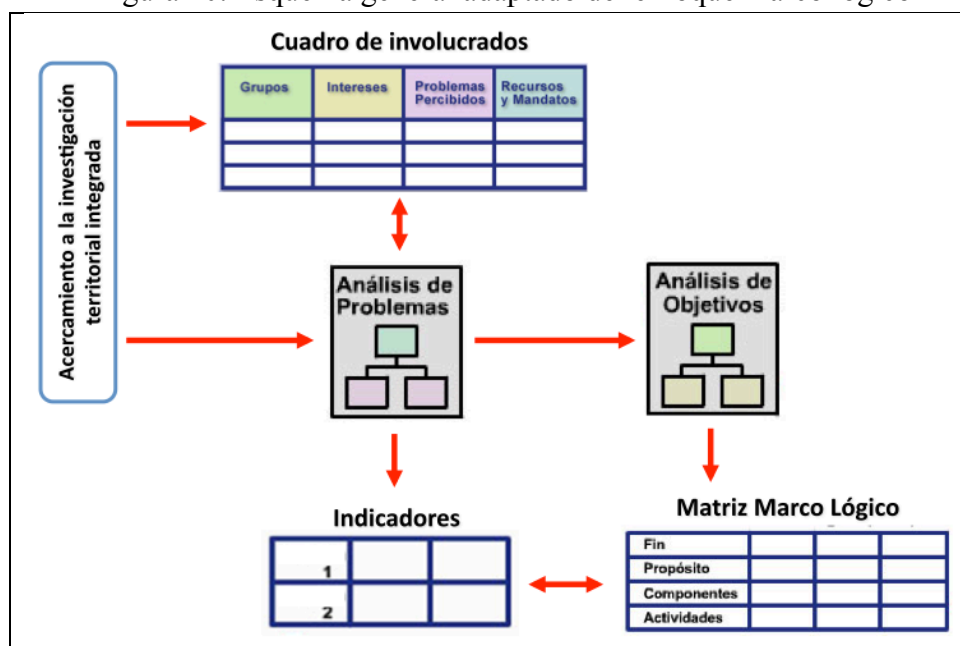 Cuadro de involucrados
Grupos
Intereses
Problemas
Percibidos
Recursos
y Mandatos
Acercamiento a la investigación
territorial integrada
Análisis de
Problemas
Análisis de
Objetivos
Indicadores
1
2
Matriz Marco Lógico
Fin
Propósito
Componentes
Actividades